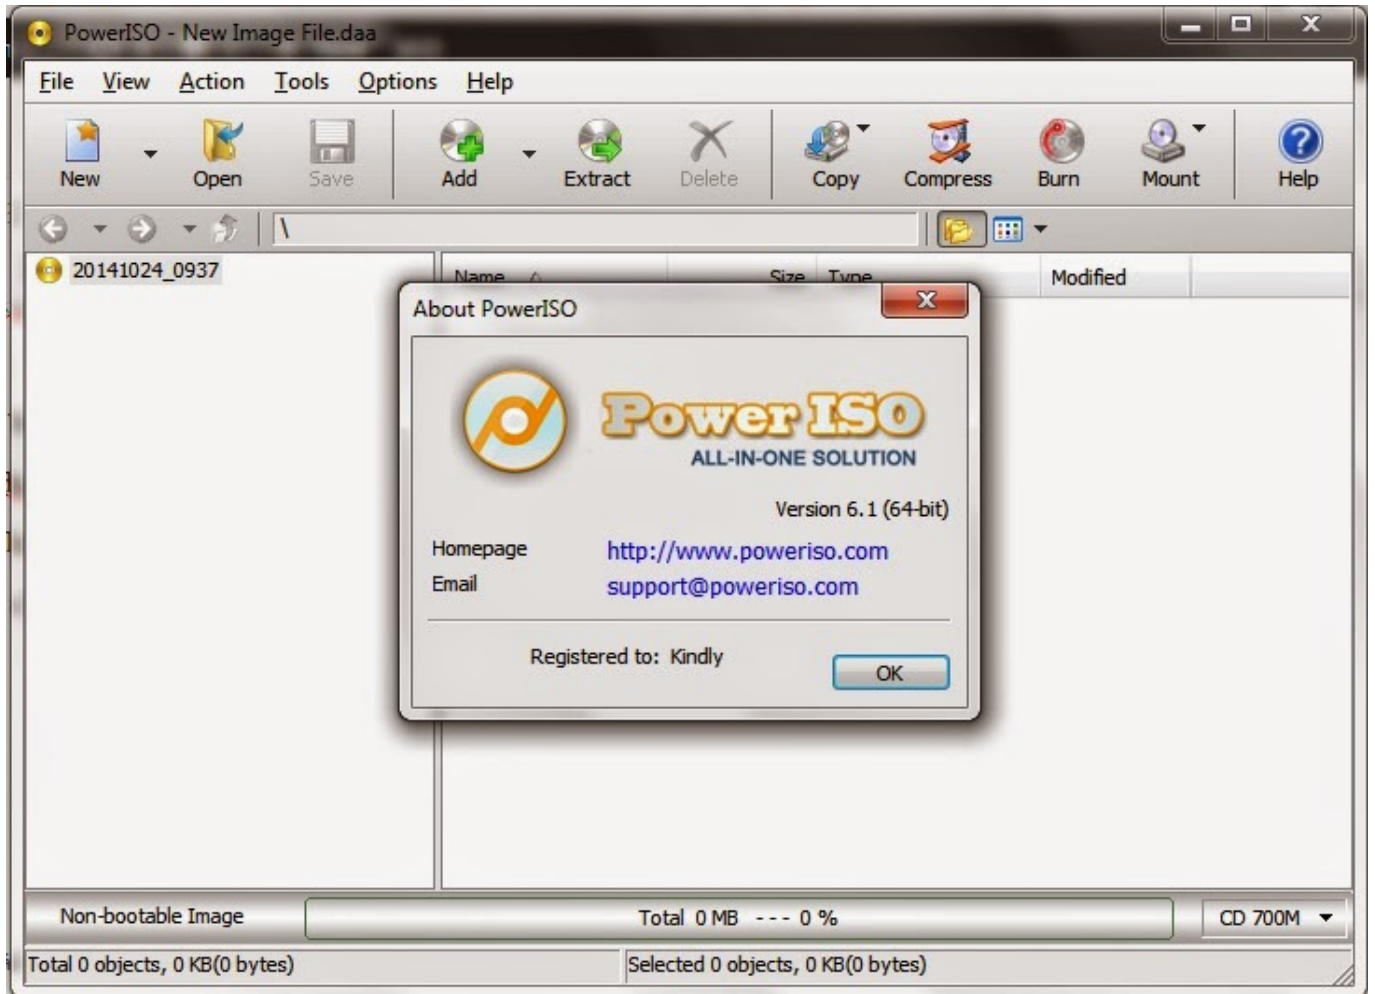 PowerISO - New Image File.daa
File View Action Tools Options Help
New Open Save Add Extract Delete Copy Compress Burn Mount Help
\
20141024_0937
Name Size Type Modified
About PowerISO
Power ISO
ALL-IN-ONE SOLUTION
Version 6.1 (64-bit)
Homepage http://www.poweriso.com
Email support@poweriso.com
Registered to: Kindly
OK
Non-bootable Image Total 0 MB --- 0 % CD 700M
Total 0 objects, 0 KB(0 bytes) Selected 0 objects, 0 KB(0 bytes)